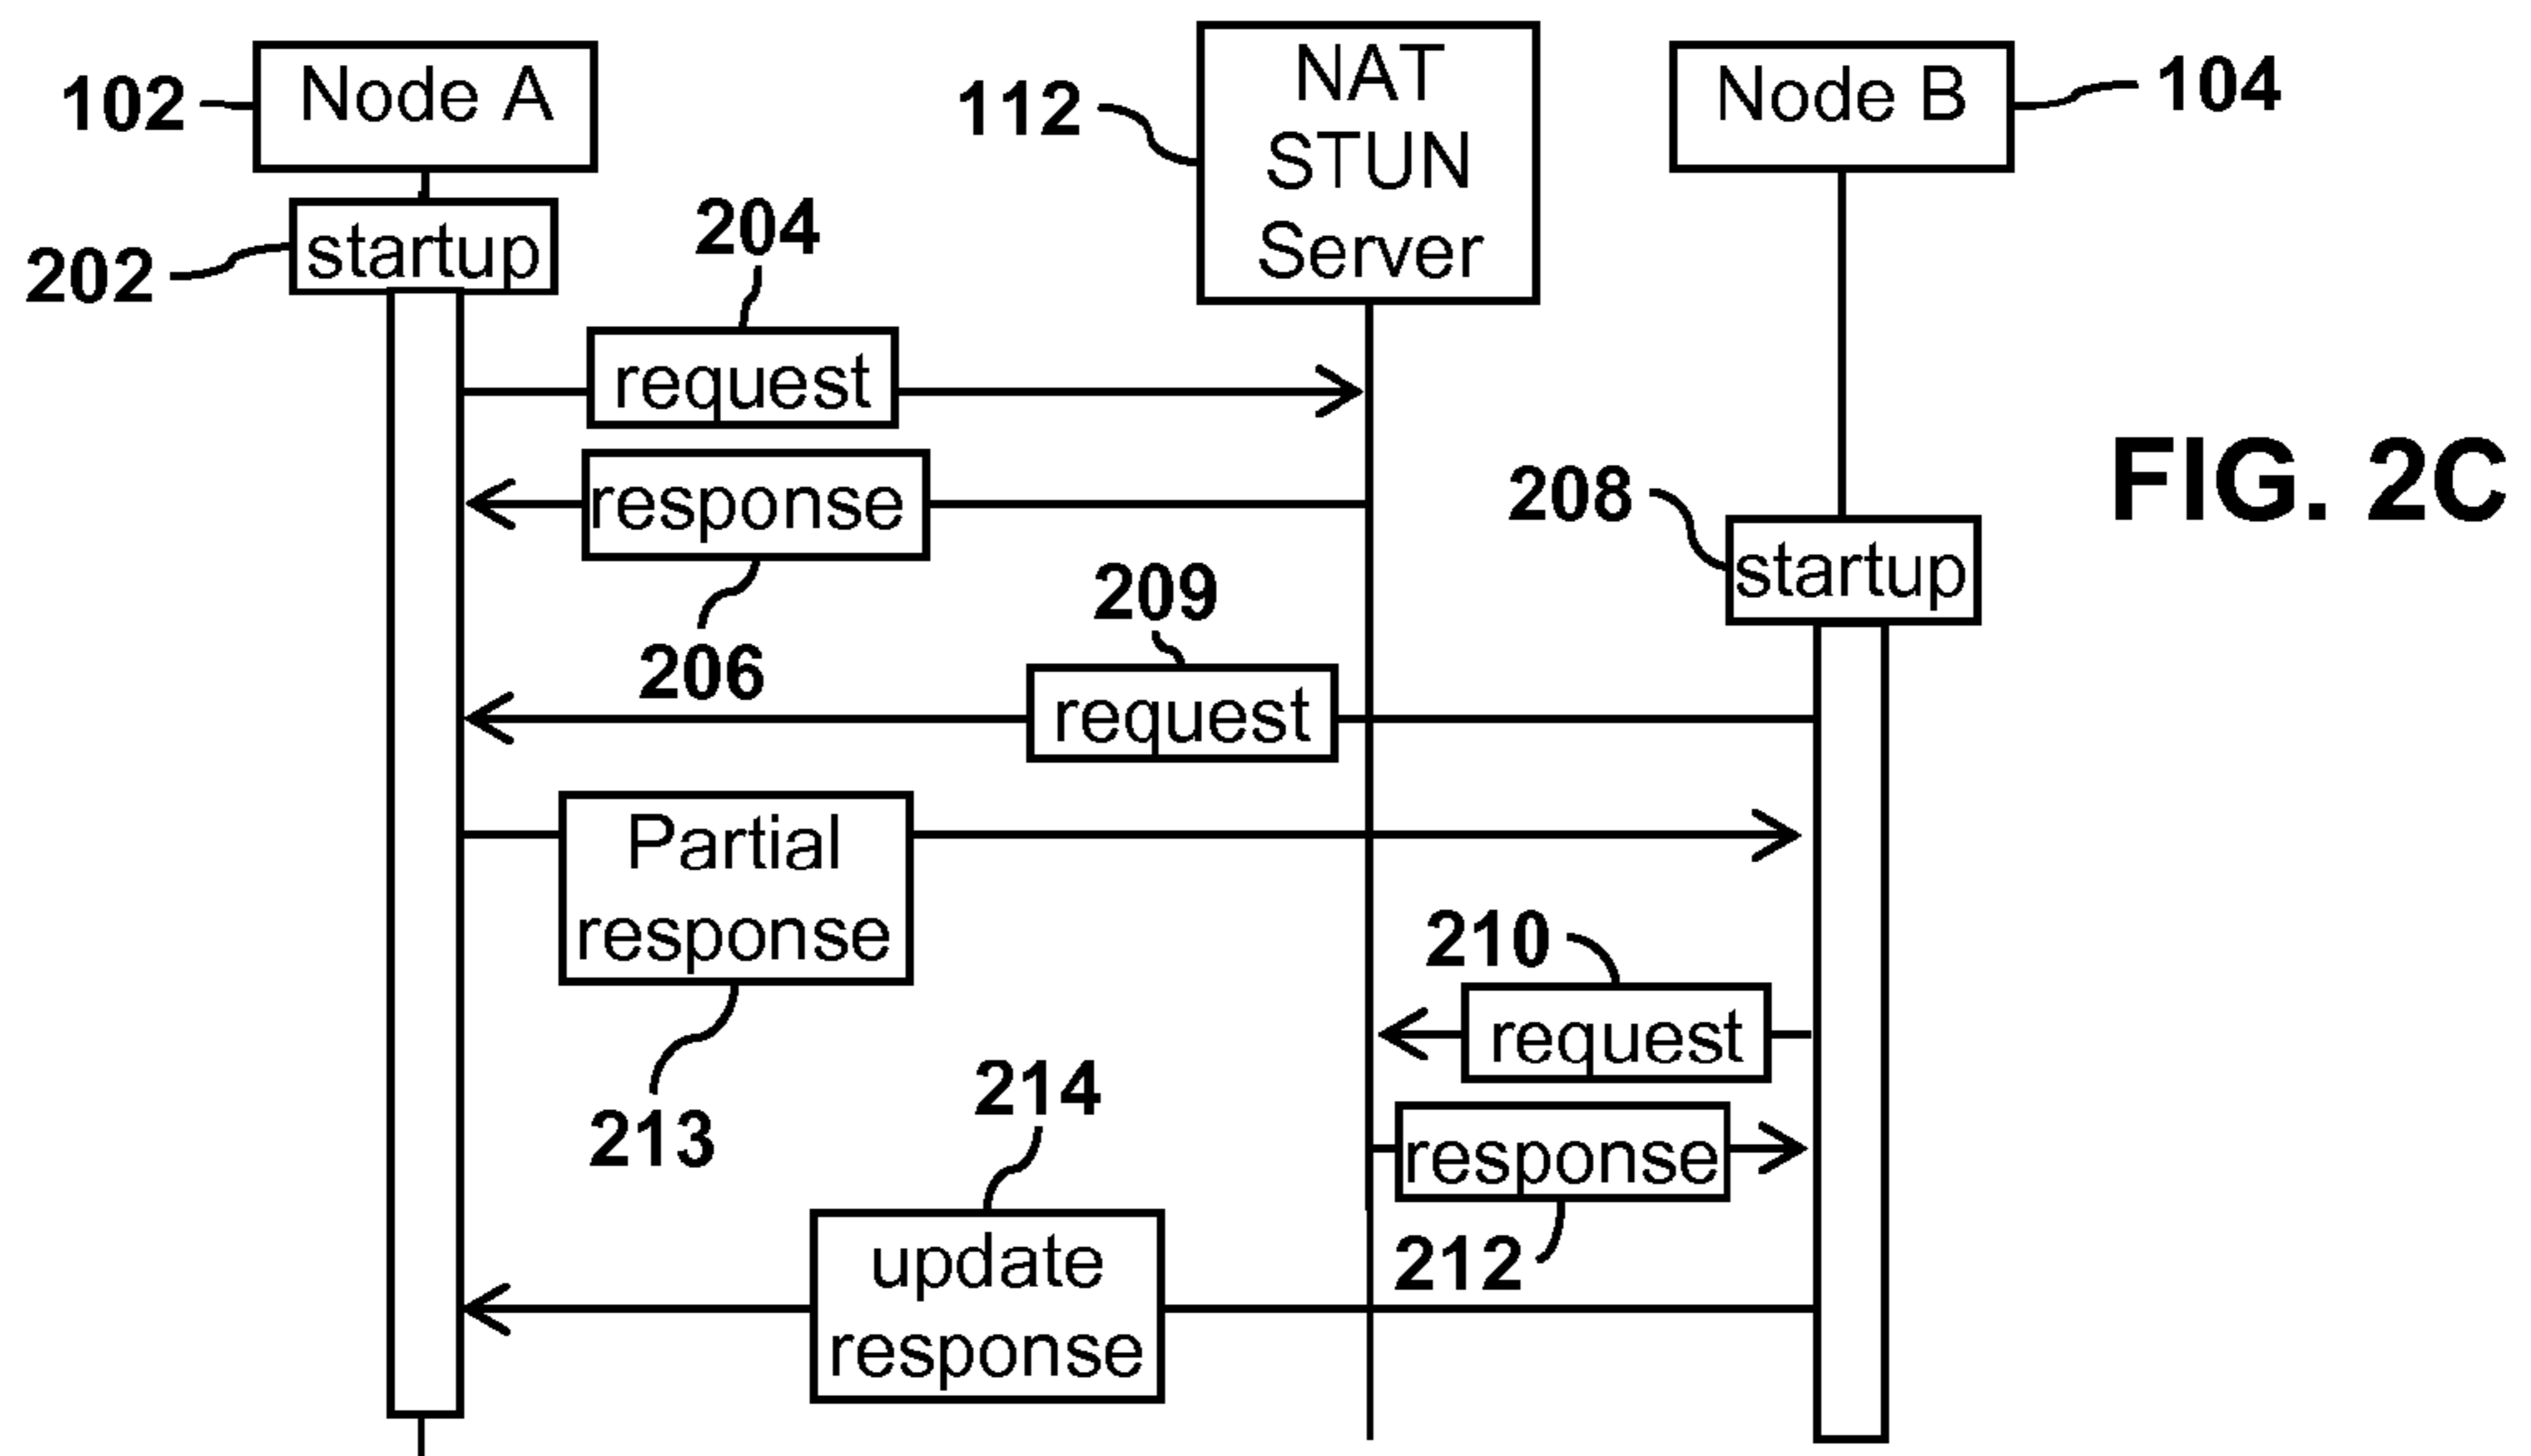 102
Node A
112
NAT
STUN
Server
Node B
104
202
startup
204
request
response
206
FIG. 2C
208
startup
209
request
Partial
response
213
210
request
214
response
212
update
response